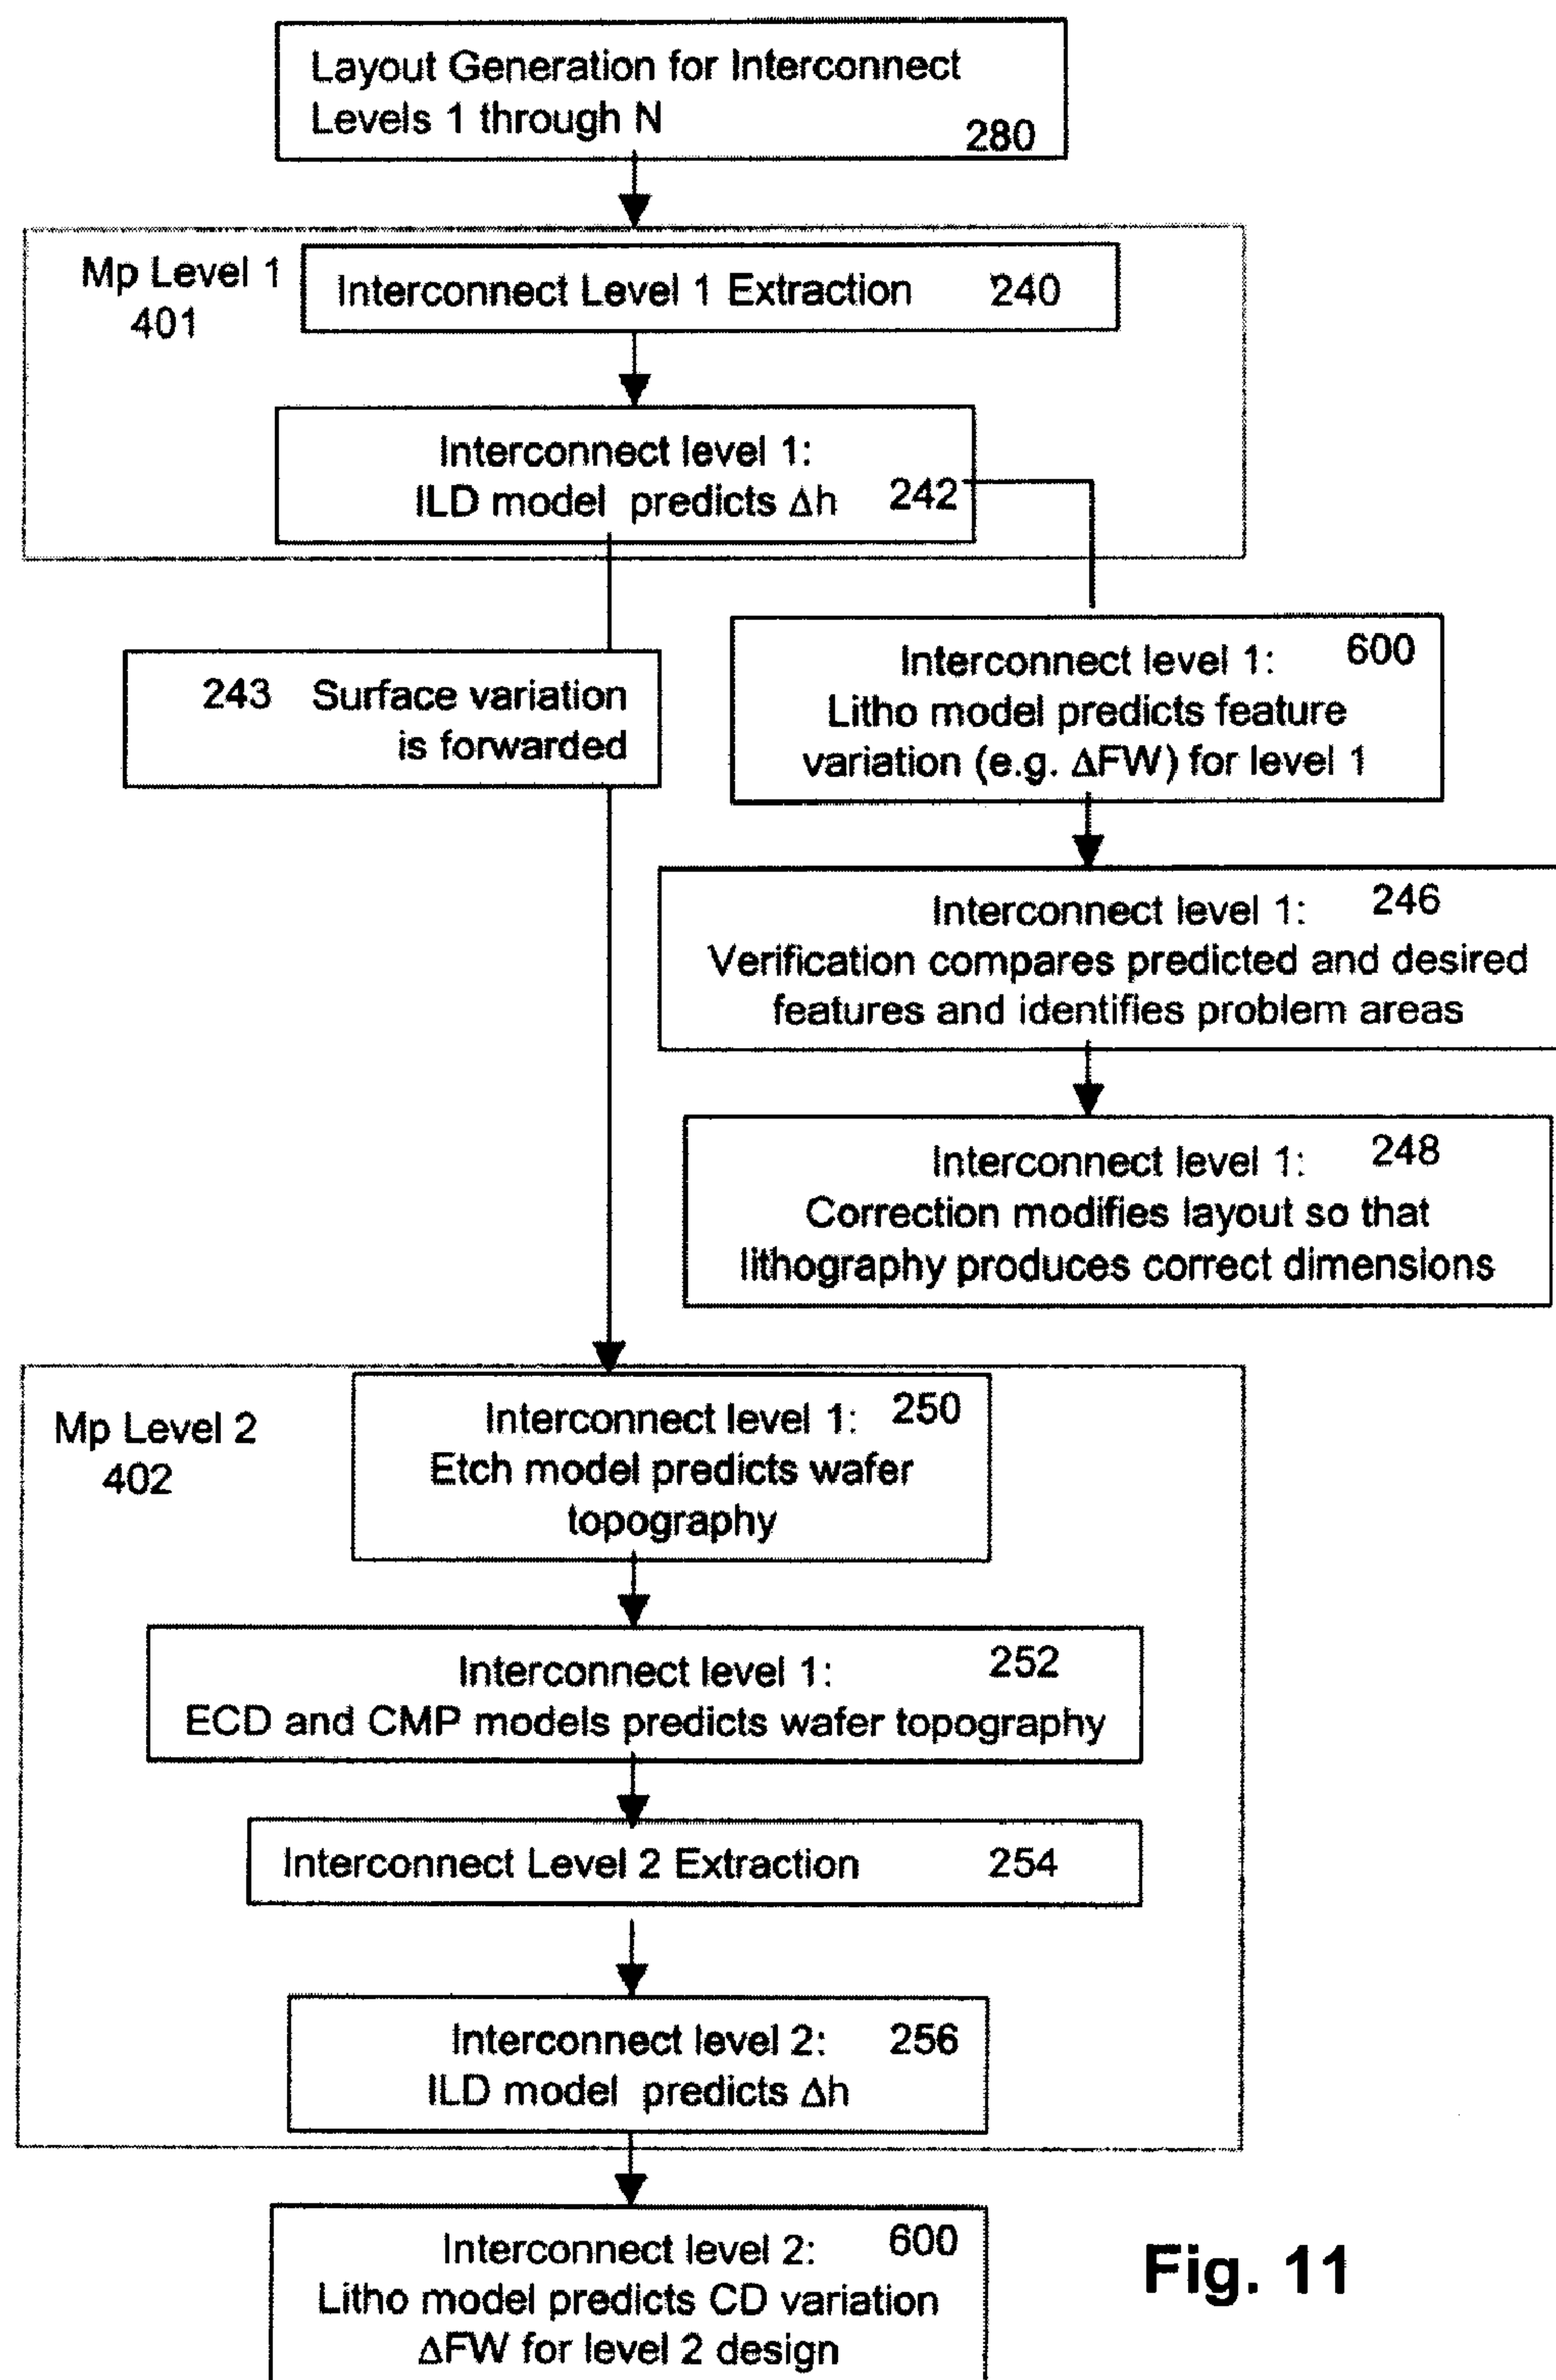 Layout Generation for Interconnect
Levels 1 through N
280
Mp Level 1
401
Interconnect Level 1 Extraction 240
Interconnect level 1:
ILD model predicts Δh 242
243 Surface variation
is forwarded
Interconnect level 1: 600
Litho model predicts feature
variation (e.g. ΔFW) for level 1
Interconnect level 1: 246
Verification compares predicted and desired
features and identifies problem areas
Interconnect level 1: 248
Correction modifies layout so that
lithography produces correct dimensions
Mp Level 2
402
Interconnect level 1: 250
Etch model predicts wafer
topography
Interconnect level 1: 252
ECD and CMP models predicts wafer topography
Interconnect Level 2 Extraction 254
Interconnect level 2: 256
ILD model predicts Δh
Interconnect level 2: 600
Litho model predicts CD variation
ΔFW for level 2 design
Fig. 11